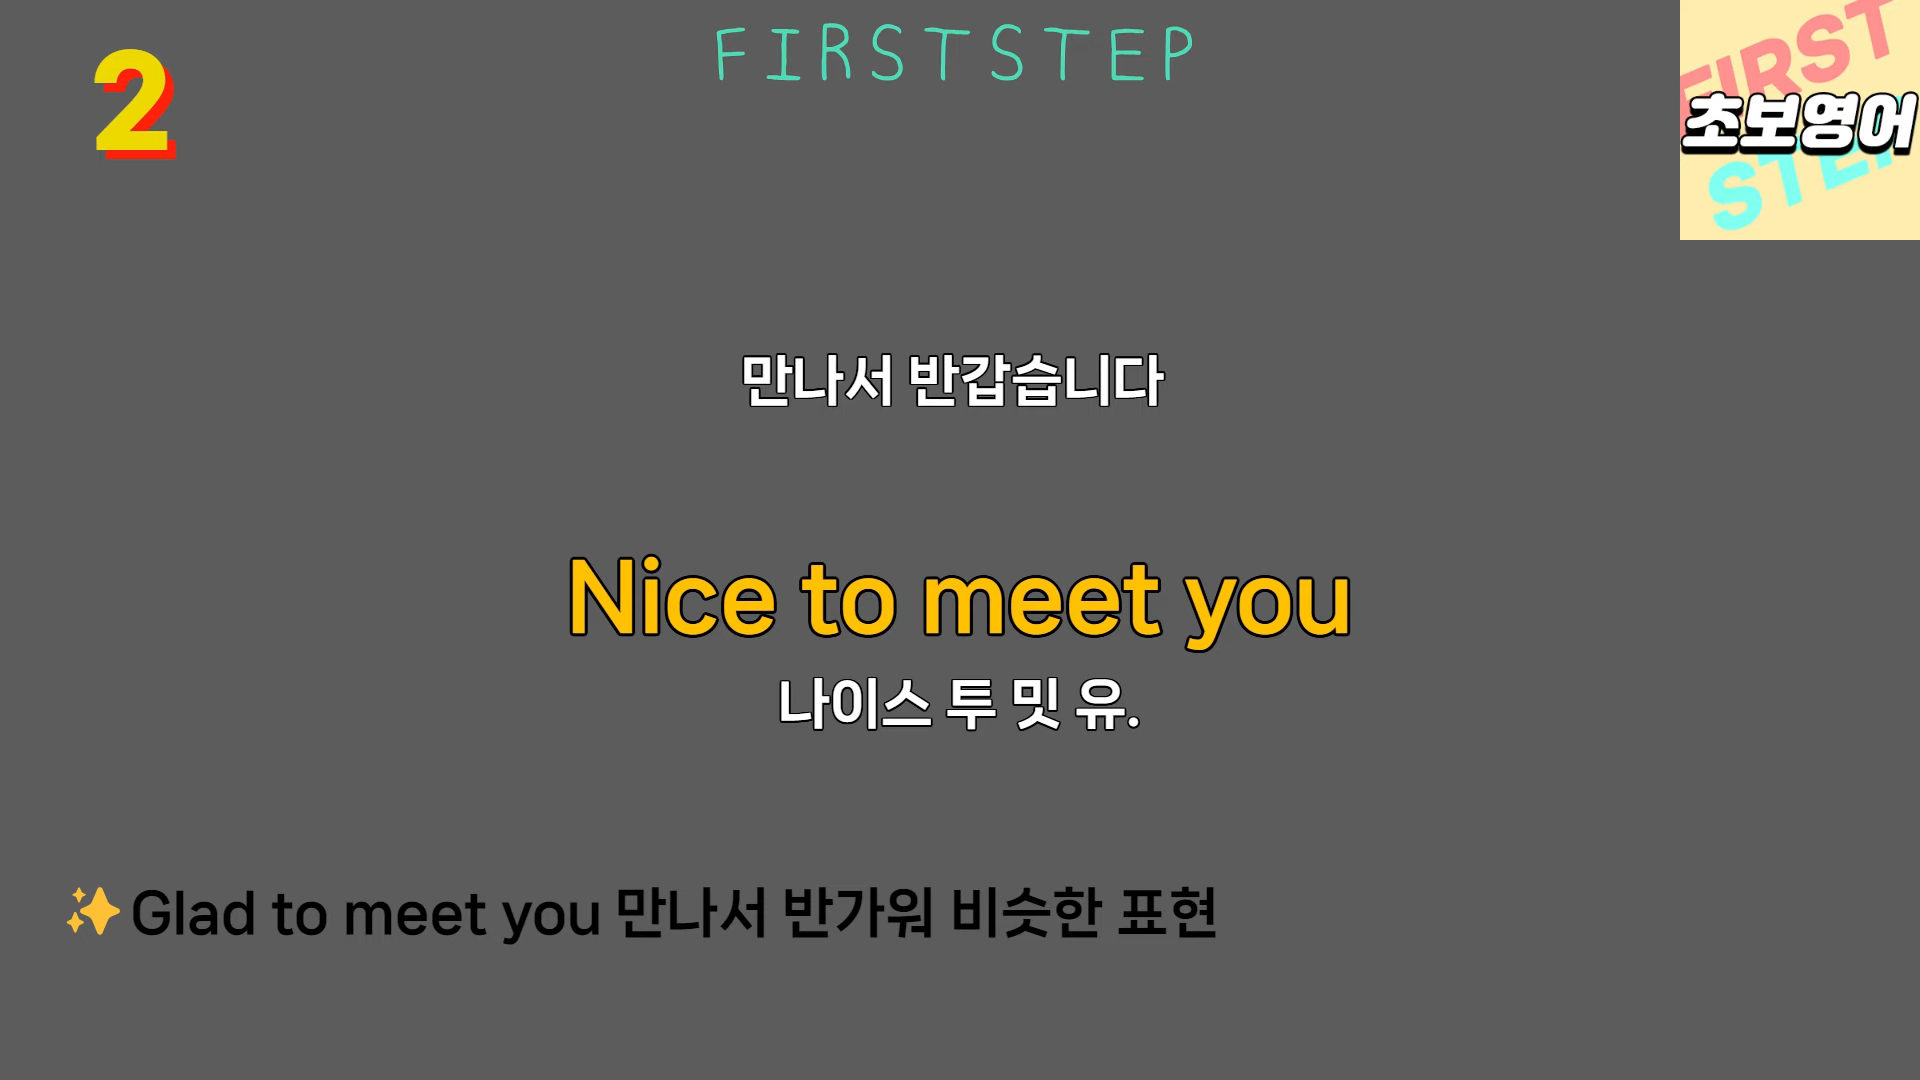 FIRSTSTEP
2
FIRST
초보영어
STEP
만나서 반갑습니다
Nice to meet you
나이스 투 밋 유.
✨Glad to meet you 만나서 반가워 비슷한 표현